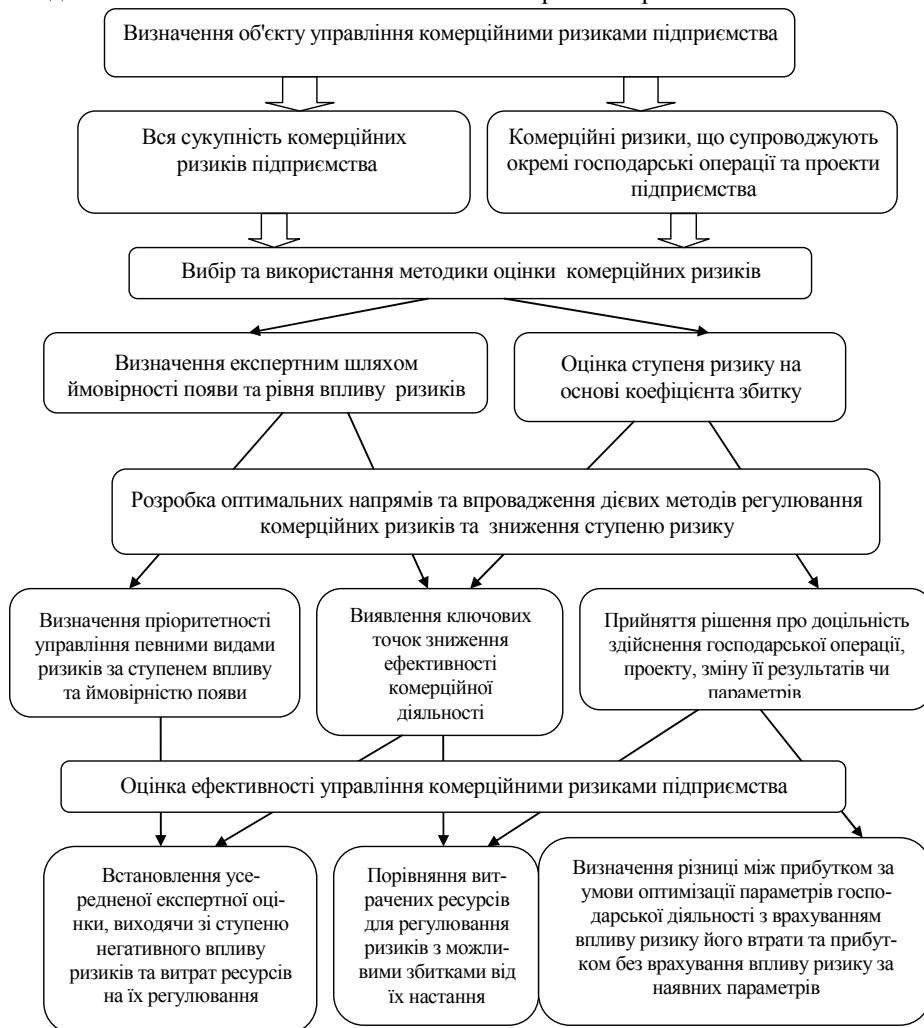 Визначення об'єкту управління комерційними ризиками підприємства
Вся сукупність комерційних
ризиків підприємства
Комерційні ризики, що супроводжують
окремі господарські операції та проекти
підприємства
Вибір та використання методики оцінки комерційних ризиків
Визначення експертним шляхом
ймовірності появи та рівня впливу ризиків
Оцінка ступеня ризику на
основі коефіцієнта збитку
Розробка оптимальних напрямів та впровадження дієвих методів регулювання
комерційних ризиків та зниження ступеню ризику
Визначення пріоритетності
управління певними видами
ризиків за ступенем впливу
та ймовірністю появи
Виявлення ключових
точок зниження
ефективності
комерційної
діяльності
Прийняття рішення про доцільність
здійснення господарської операції,
проекту, зміну її результатів чи
параметрів.
Оцінка ефективності управління комерційними ризиками підприємства
Встановлення усе-
редненої експертної оці-
нки, виходячи зі ступеню
негативного впливу
ризиків та витрат ресурсів
на їх регулювання
Порівняння вит-
рачених ресурсів
для регулювання
ризиків з можли-
вими збитками від
їх настання
Визначення різниці між прибутком за
умови оптимізації параметрів госпо-
дарської діяльності з врахуванням
впливу ризику його втрати та прибут-
ком без врахування впливу ризику за
наявних параметрів